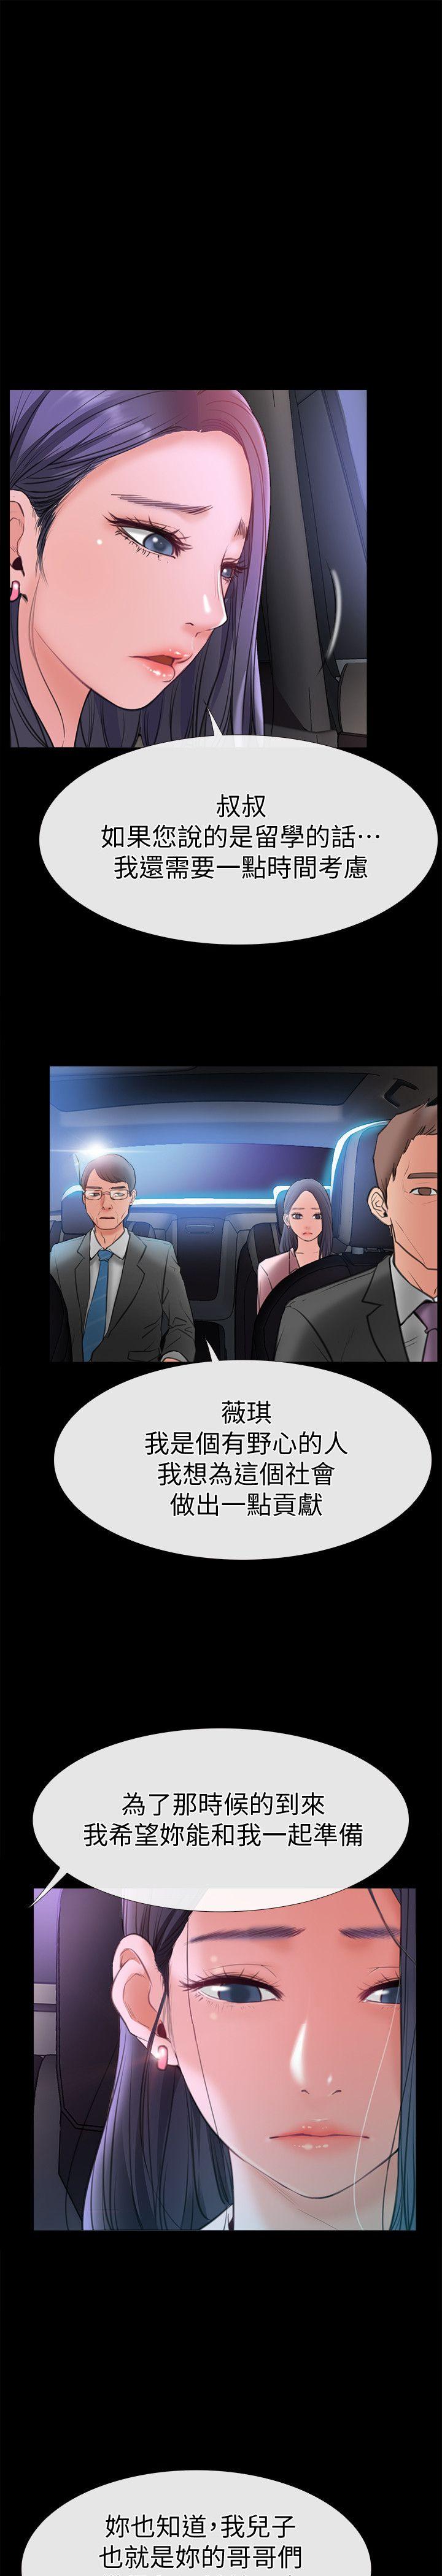 叔叔
如果您說的是留學的話⋯
我還需要一點時間考慮
薇琪
我是個有野心的人
我想為這個社會
做出一點貢獻
為了那時候的到來
我希望妳能和我一起準備
妳也知道,我兒子
也就是妳的哥哥們